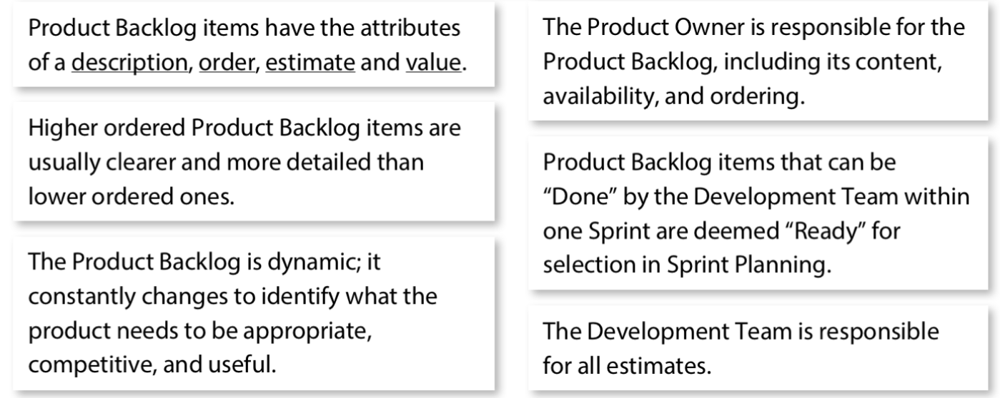 Product Backlog items have the attributes
of a description, order, estimate and value.
Higher ordered Product Backlog items are
usually clearer and more detailed than
lower ordered ones.
The Product Backlog is dynamic; it
constantly changes to identify what the
product needs to be appropriate,
competitive, and useful.
The Product Owner is responsible for the
Product Backlog, including its content,
availability, and ordering.
Product Backlog items that can be
“Done” by the Development Team within
one Sprint are deemed “Ready” for
selection in Sprint Planning.
The Development Team is responsible
for all estimates.